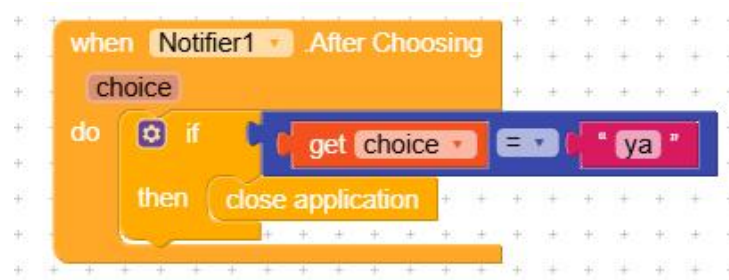 when Notifier1 .After Choosing
choice
do if get choice = " ya "
then close application